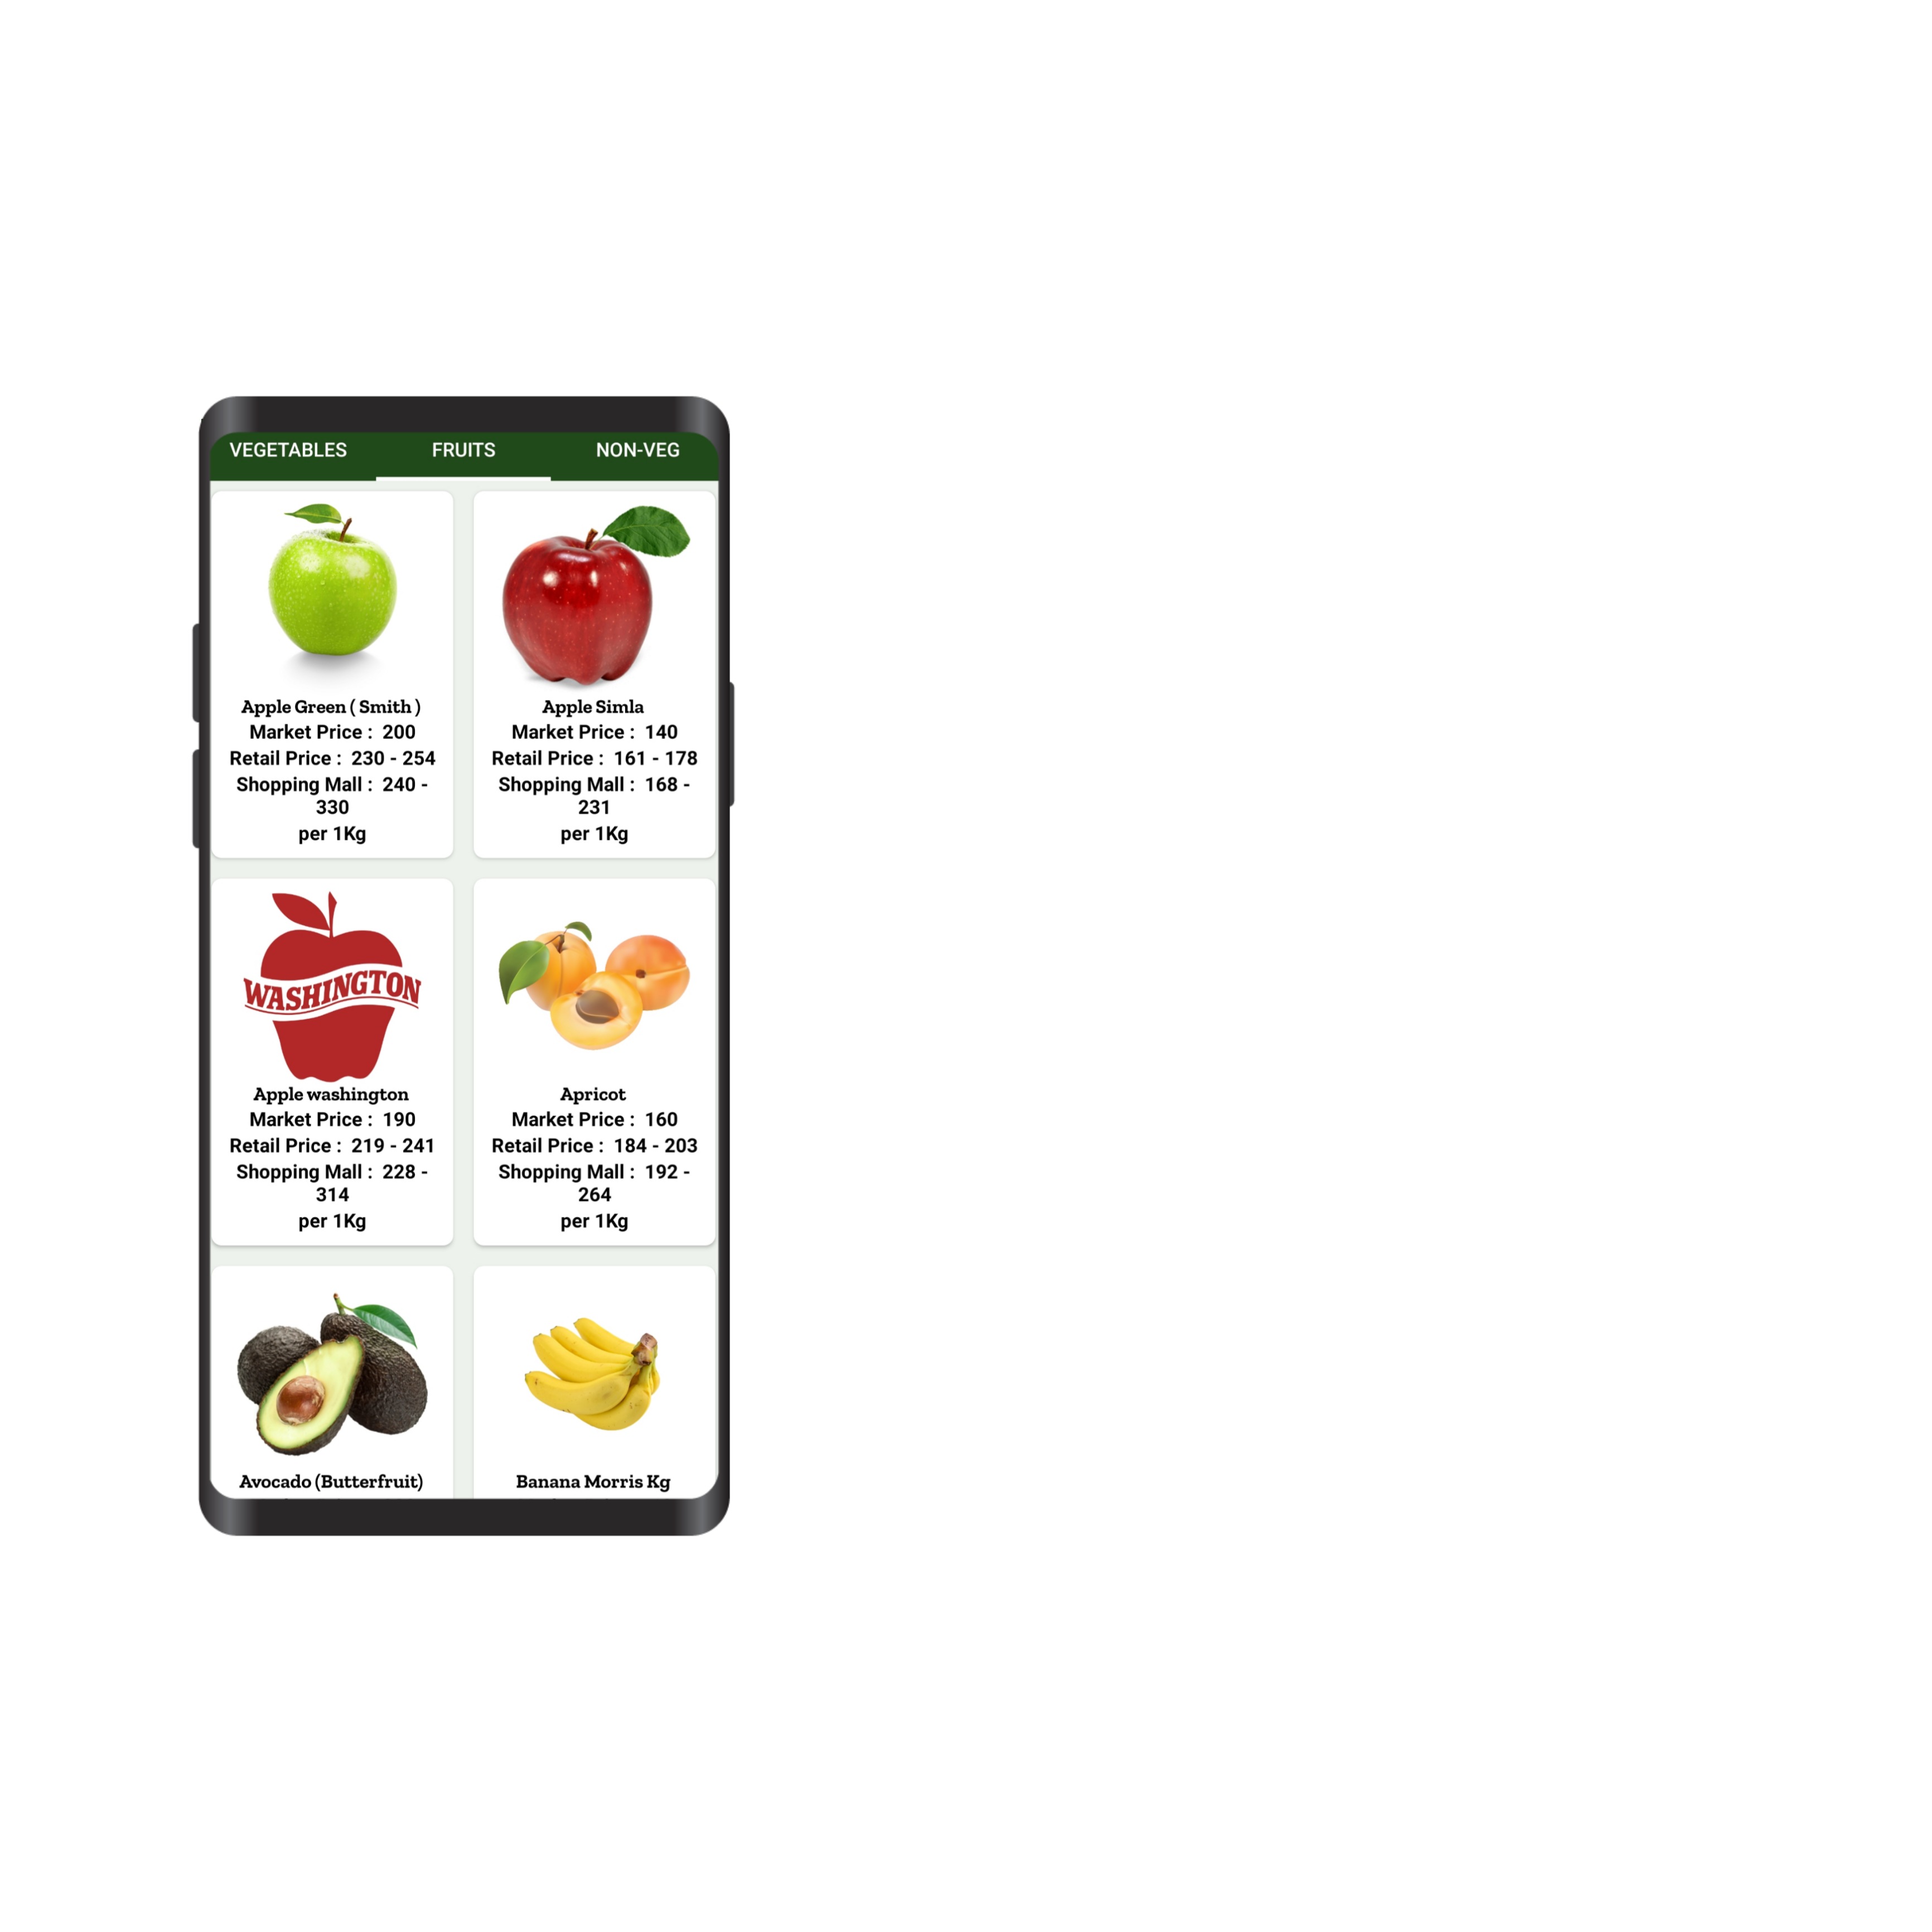 VEGETABLES FRUITS NON-VEG
Apple Green ( Smith )
Market Price : 200
Retail Price : 230 - 254
Shopping Mall : 240 -
330
per 1Kg
Apple Simla
Market Price : 140
Retail Price : 161 - 178
Shopping Mall : 168 -
231
per 1Kg
WASHINGTON
Apple washington
Market Price : 190
Retail Price : 219 - 241
Shopping Mall : 228 -
314
per 1Kg
Apricot
Market Price : 160
Retail Price : 184 - 203
Shopping Mall : 192 -
264
per 1Kg
Avocado (Butterfruit)
Banana Morris Kg